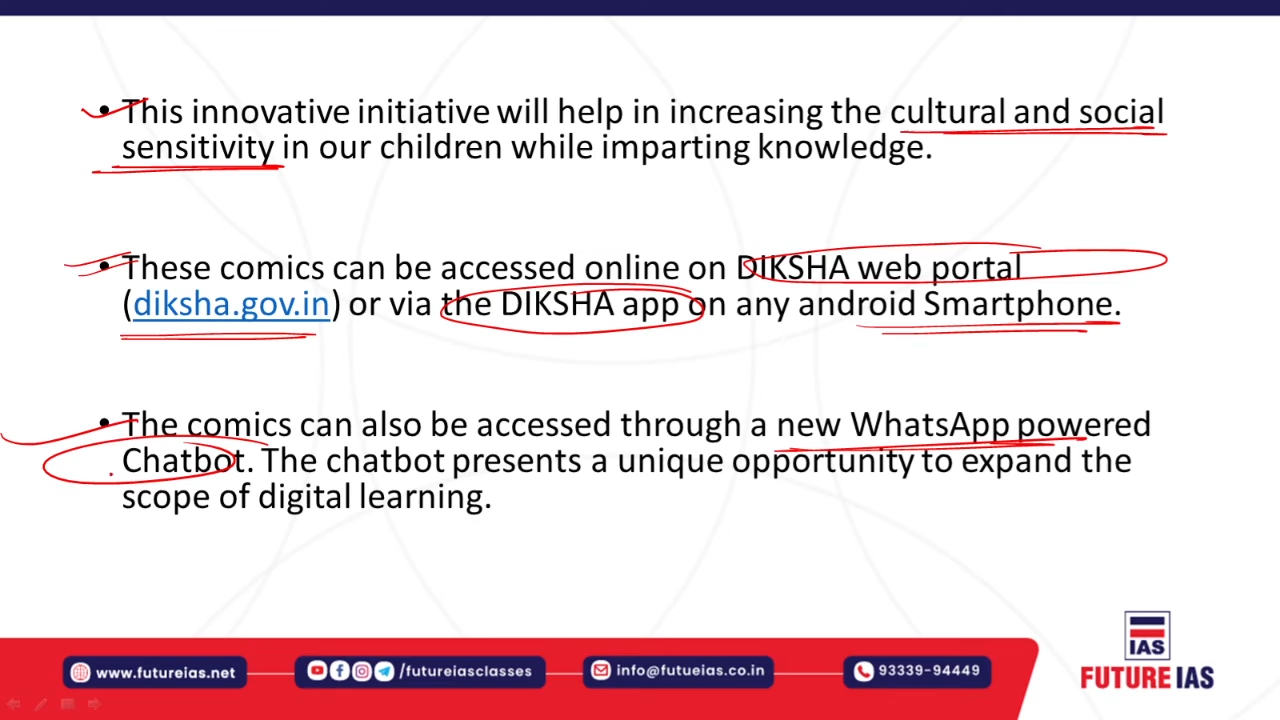 • This innovative initiative will help in increasing the cultural and social
sensitivity in our children while imparting knowledge.
• These comics can be accessed online on DIKSHA web portal
(diksha.gov.in) or via the DIKSHA app on any android Smartphone.
• The comics can also be accessed through a new WhatsApp powered
Chatbot. The chatbot presents a unique opportunity to expand the
scope of digital learning.
IAS
FUTURE IAS
www.futureias.net
/futureiasclasses
info@futueias.co.in
93339-94449